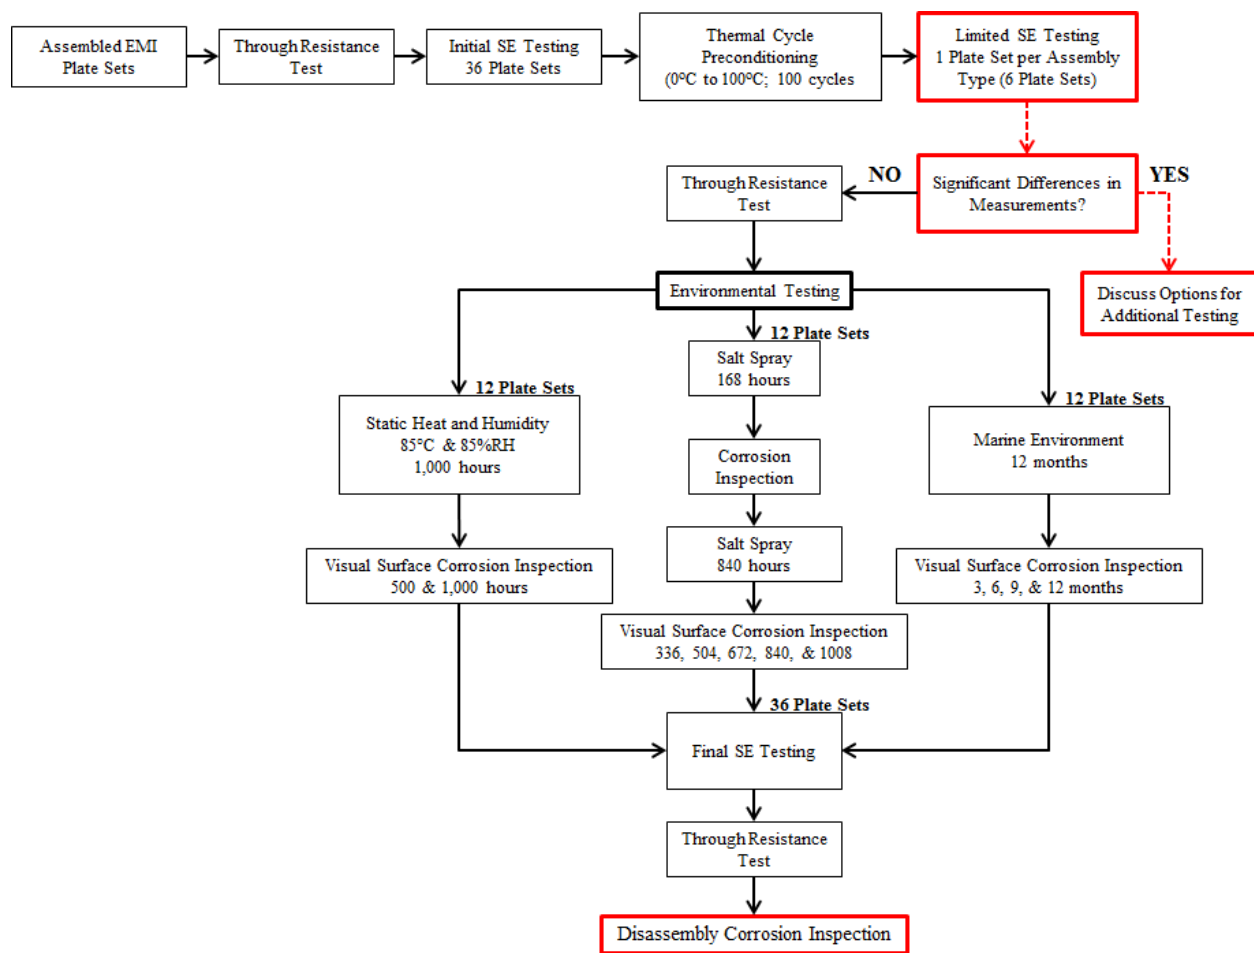 Assembled EMI
Plate Sets
Through Resistance
Test
Initial SE Testing
36 Plate Sets
Thermal Cycle
Preconditioning
(0°C to 100°C; 100 cycles
Limited SE Testing
1 Plate Set per Assembly
Type (6 Plate Sets)
Significant Differences in
Measurements?
NO
YES
Through Resistance
Test
Discuss Options for
Additional Testing
Environmental Testing
12 Plate Sets
Static Heat and Humidity
85°C & 85%RH
1,000 hours
Visual Surface Corrosion Inspection
500 & 1,000 hours
12 Plate Sets
Salt Spray
168 hours
Corrosion
Inspection
Salt Spray
840 hours
Visual Surface Corrosion Inspection
336, 504, 672, 840, & 1008
12 Plate Sets
Marine Environment
12 months
Visual Surface Corrosion Inspection
3, 6, 9, & 12 months
36 Plate Sets
Final SE Testing
Through Resistance
Test
Disassembly Corrosion Inspection